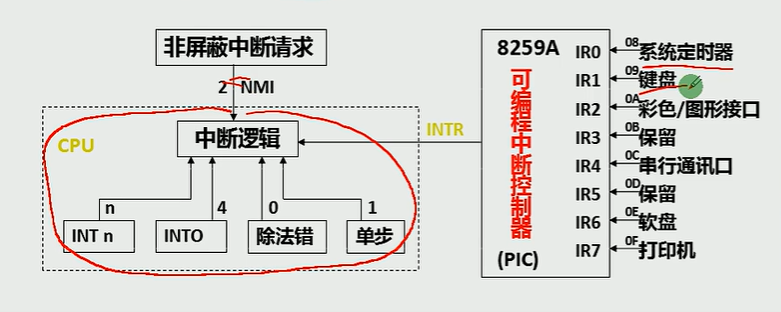 非屏蔽中断请求
2 NMI
CPU
中断逻辑
INTR
n
4
0
1
INT n
INTO
除法错
单步
8259A
可编程中断控制器
(PIC)
IR0 08 系统定时器
IR1 09 键盘
IR2 0A 彩色/图形接口
IR3 0B 保留
IR4 0C 串行通讯口
IR5 0D 保留
IR6 0E 软盘
IR7 0F 打印机